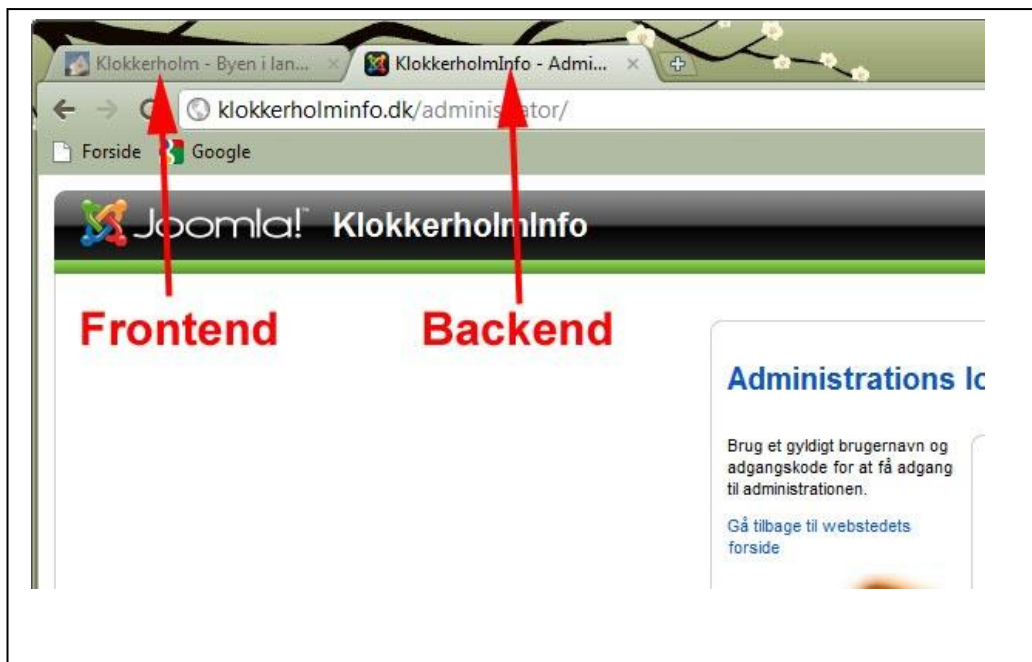 Klokkerholm - Byen i lan...
KlokkerholmInfo - Admi...
klokkerholminfo.dk/administrator/
Forside
Google
Joomla!
KlokkerholmInfo
Frontend
Backend
Administrations
Brug et gyldigt brugernavn og
adgangskode for at få adgang
til administrationen.
Gå tilbage til webstedets
forside